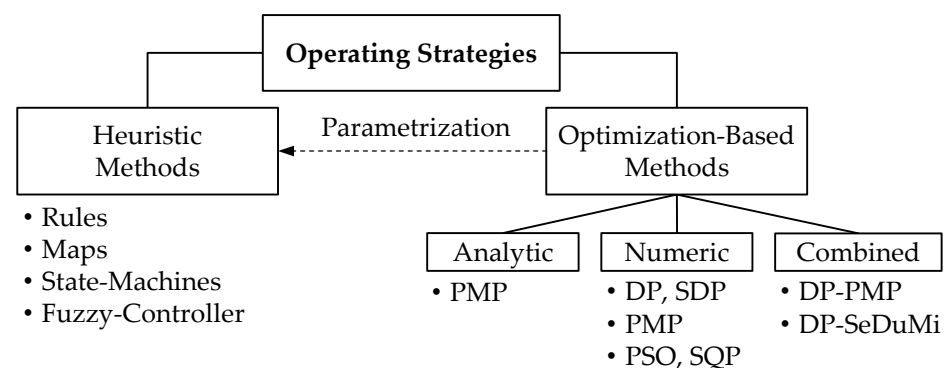 Operating Strategies
Heuristic
Methods
Parametrization
Optimization-Based
Methods
• Rules
• Maps
• State-Machines
• Fuzzy-Controller
Analytic
• PMP
Numeric
• DP, SDP
• PMP
• PSO, SQP
Combined
• DP-PMP
• DP-SeDuMi